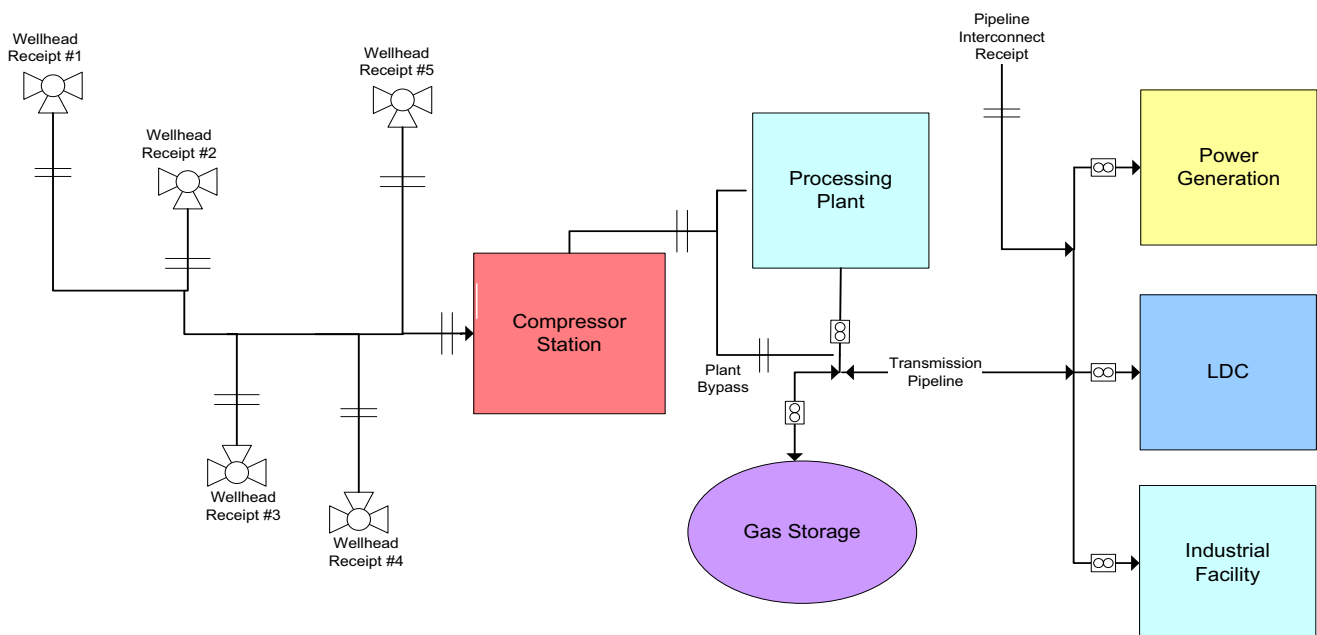 Wellhead
Receipt #1
Wellhead
Receipt #2
Wellhead
Receipt #5
Wellhead
Receipt #3
Wellhead
Receipt #4
Compressor
Station
Processing
Plant
Plant
Bypass
Gas Storage
Transmission
Pipeline
Pipeline
Interconnect
Receipt
Power
Generation
LDC
Industrial
Facility